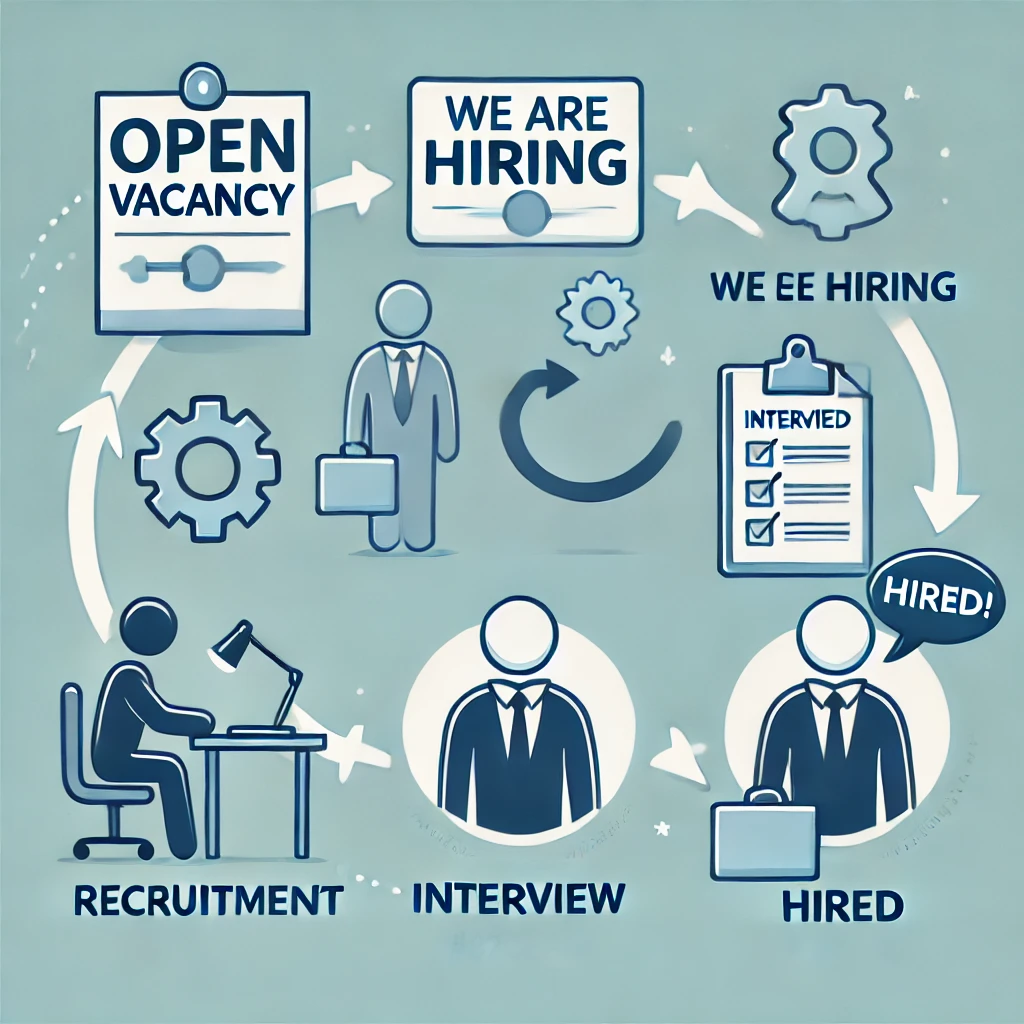 OPEN
VACANCY
WE ARE
HIRING
WE EE HIRING
INTERVIED
HIRED!
RECRUITMENT
INTERVIEW
HIRED